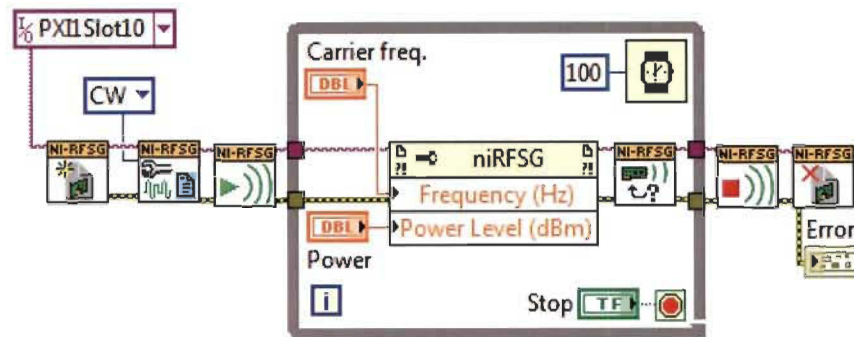 PXI1Slot10
Carrier freq.
DBL
100
CW
NI-RFSG
NI-RFSG
NI-RFSG
niRFSG
NI-RFSG
NI-RFSG
NI-RFSG
Frequency (Hz)
DBL
Power Level (dBm)
Power
Error
i
Stop
TF